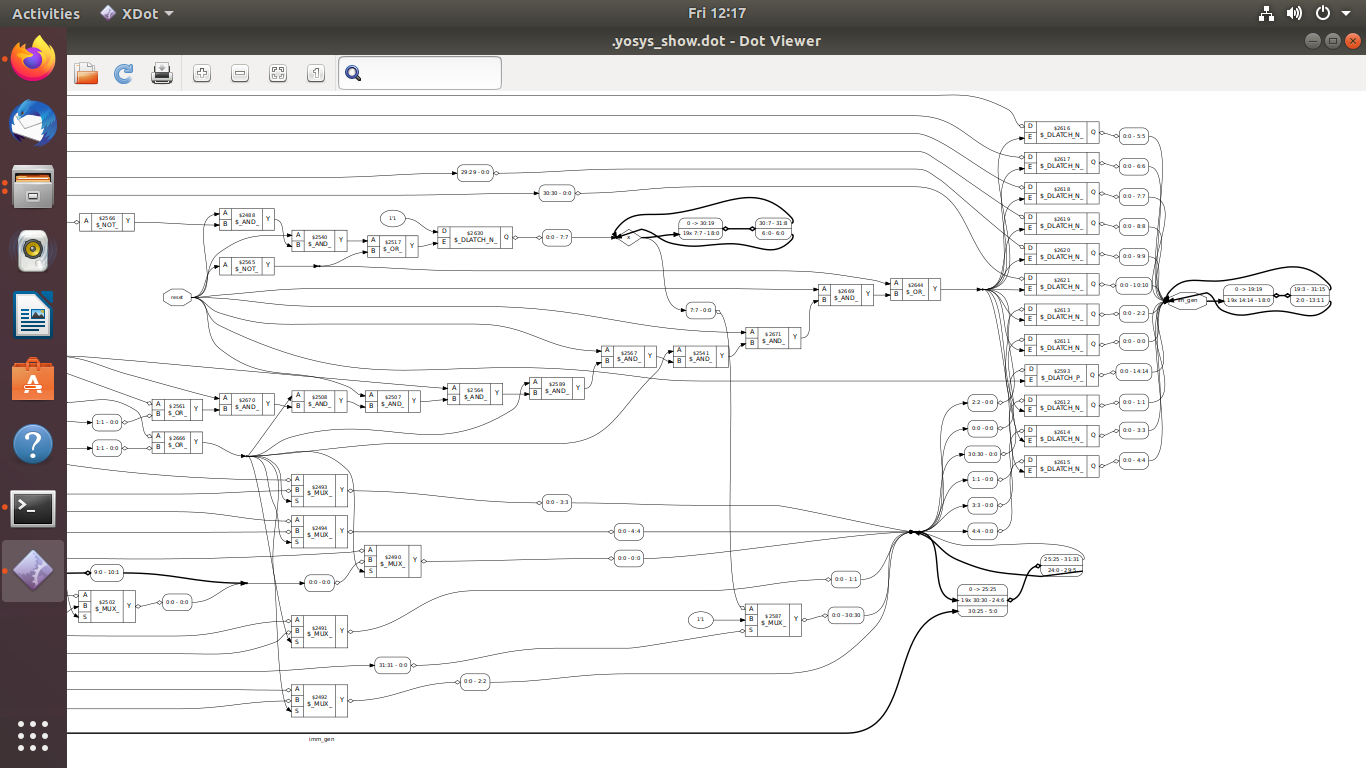 Activities
XDot
Fri 12:17
.yosys_show.dot - Dot Viewer
D $2616 Q
E $_DLATCH_N_
0:0 - 5:5
D $2617 Q
E $_DLATCH_N_
0:0 - 6:6
29:29 - 0:0
D $2618 Q
E $_DLATCH_N_
0:0 - 7:7
30:30 - 0:0
A $2566 Y
$_NOT_
A $2488 Y
B $_AND_
1'1
D $2630 Q
E $_DLATCH_N_
0:0 - 7:7
x
0 -> 30:19
19x 7:7 - 18:0
30:7 - 31:8
6:0 - 6:0
D $2619 Q
E $_DLATCH_N_
0:0 - 8:8
A $2540 Y
B $_AND_
A $2517 Y
B $_OR_
D $2620 Q
E $_DLATCH_N_
0:0 - 9:9
A $2565 Y
$_NOT_
reset
A $2669 Y
B $_AND_
A $2644 Y
B $_OR_
D $2621 Q
E $_DLATCH_N_
0:0 - 10:10
0 -> 19:19
19x 14:14 - 18:0
19:3 - 31:15
2:0 - 13:11
7:7 - 0:0
D $2613 Q
E $_DLATCH_N_
0:0 - 2:2
A $2671 Y
B $_AND_
D $2611 Q
E $_DLATCH_N_
0:0 - 0:0
A $2567 Y
B $_AND_
A $2541 Y
B $_AND_
D $2593 Q
E $_DLATCH_P_
0:0 - 14:14
A $2564 Y
B $_AND_
A $2589 Y
B $_AND_
A $2561 Y
B $_OR_
A $2670 Y
B $_AND_
A $2508 Y
B $_AND_
A $2507 Y
B $_AND_
2:2 - 0:0
D $2612 Q
E $_DLATCH_N_
0:0 - 1:1
1:1 - 0:0
0:0 - 0:0
D $2614 Q
E $_DLATCH_N_
0:0 - 3:3
1:1 - 0:0
A $2666 Y
B $_OR_
30:30 - 0:0
D $2615 Q
E $_DLATCH_N_
0:0 - 4:4
A $2493 Y
B $_MUX_
S
1:1 - 0:0
0:0 - 3:3
3:3 - 0:0
A $2494 Y
B $_MUX_
S
0:0 - 4:4
4:4 - 0:0
A $2490 Y
B $_MUX_
S
0:0 - 0:0
25:25 - 31:31
24:0 - 29:5
9:0 - 10:1
0:0 - 0:0
0:0 - 1:1
A $2502 Y
B $_MUX_
S
0:0 - 0:0
0 -> 25:25
19x 30:30 - 24:6
30:25 - 5:0
1'1
A $2587 Y
B $_MUX_
S
0:0 - 30:30
A $2491 Y
B $_MUX_
S
31:31 - 0:0
0:0 - 2:2
A $2492 Y
B $_MUX_
S
imm_gen